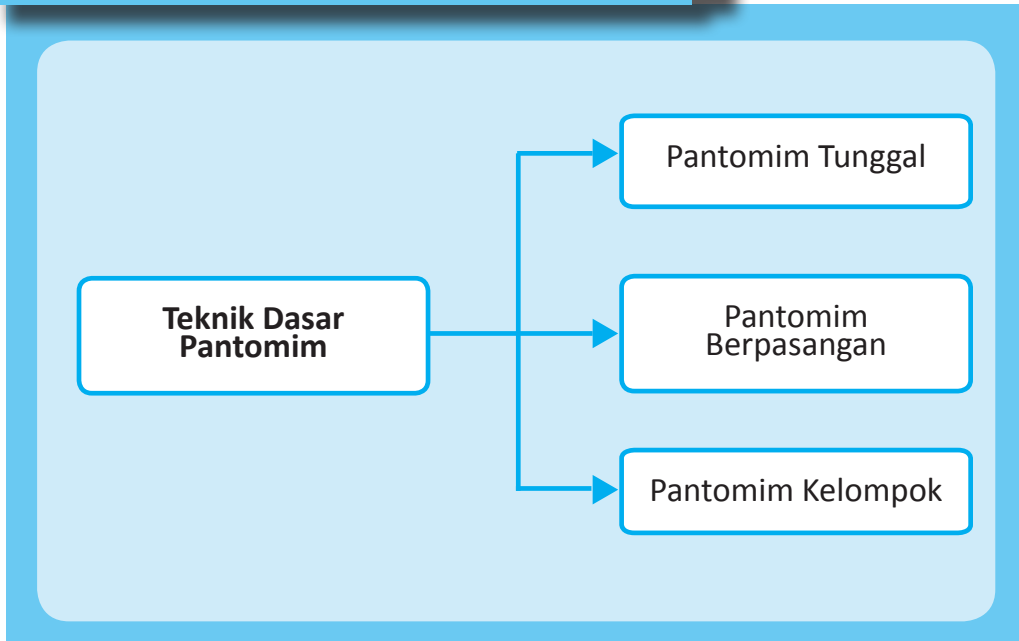 Pantomim Tunggal
Teknik Dasar
Pantomim
Pantomim
Berpasangan
Pantomim Kelompok